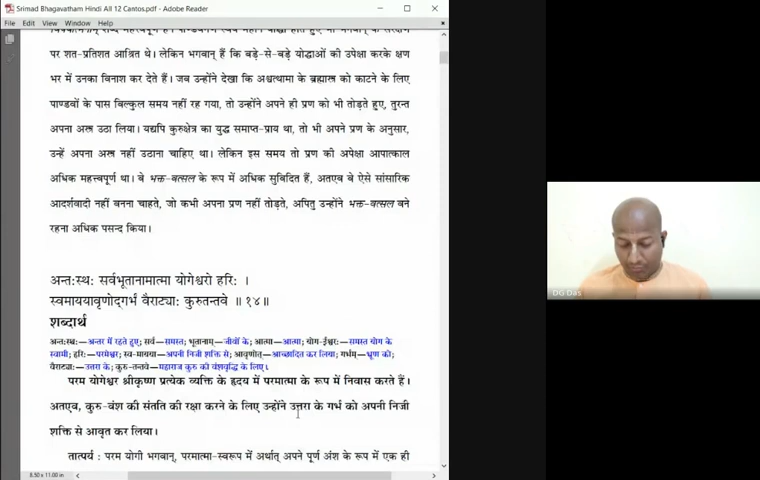 Srimad Bhagavatham Hindi All 12 Cantos.pdf - Adobe Reader
File Edit View Window Help
पर शत-प्रतिशत आश्रित थे। लेकिन भगवान् हैं कि बड़े-से-बड़े योद्धाओं की उपेक्षा करके क्षण
भर में उनका विनाश कर देते हैं। जब उन्होंने देखा कि अश्वत्थामा के ब्रह्मास्त्र को काटने के लिए
पाण्डवों के पास बिल्कुल समय नहीं रह गया, तो उन्होंने अपने ही प्रण को भी तोड़ते हुए, तुरन्त
अपना अस्त्र उठा लिया। यद्यपि कुरुक्षेत्र का युद्ध समाप्त-प्राय था, तो भी अपने प्रण के अनुसार,
उन्हें अपना अस्त्र नहीं उठाना चाहिए था। लेकिन इस समय तो प्रण की अपेक्षा आपात्काल
अधिक महत्त्वपूर्ण था। वे भक्त-वत्सल के रूप में अधिक सुविदित हैं, अतएव वे ऐसे सांसारिक
आदर्शवादी नहीं बनना चाहते, जो कभी अपना प्रण नहीं तोड़ते, अपितु उन्होंने भक्त-वत्सल बने
रहना अधिक पसन्द किया।
अन्तःस्थः सर्वभूतानामात्मा योगेश्वरो हरिः ।
स्वमाययावृणोद्गर्भं वैराट्याः कुरुतन्तवे ॥ १४॥
शब्दार्थ
अन्तःस्थः—अन्तर में रहते हुए; सर्व—समस्त; भूतानाम्—जीवों के; आत्मा—आत्मा; योग-ईश्वरः—समस्त योग के
स्वामी; हरिः—परमेश्वर; स्व-मायया—अपनी निजी शक्ति से; आवृणोत्—आच्छादित कर लिया; गर्भम्—भ्रूण को;
वैराट्याः—उत्तरा के; कुरु-तन्तवे—महाराज कुरु की वंशवृद्धि के लिए।
परम योगेश्वर श्रीकृष्ण प्रत्येक व्यक्ति के हृदय में परमात्मा के रूप में निवास करते हैं।
अतएव, कुरु-वंश की संतति की रक्षा करने के लिए उन्होंने उत्तरा के गर्भ को अपनी निजी
शक्ति से आवृत कर लिया।
तात्पर्य : परम योगी भगवान्, परमात्मा-स्वरूप में अर्थात् अपने पूर्ण अंश के रूप में एक ही
8.50 x 11.00 in
DG Das